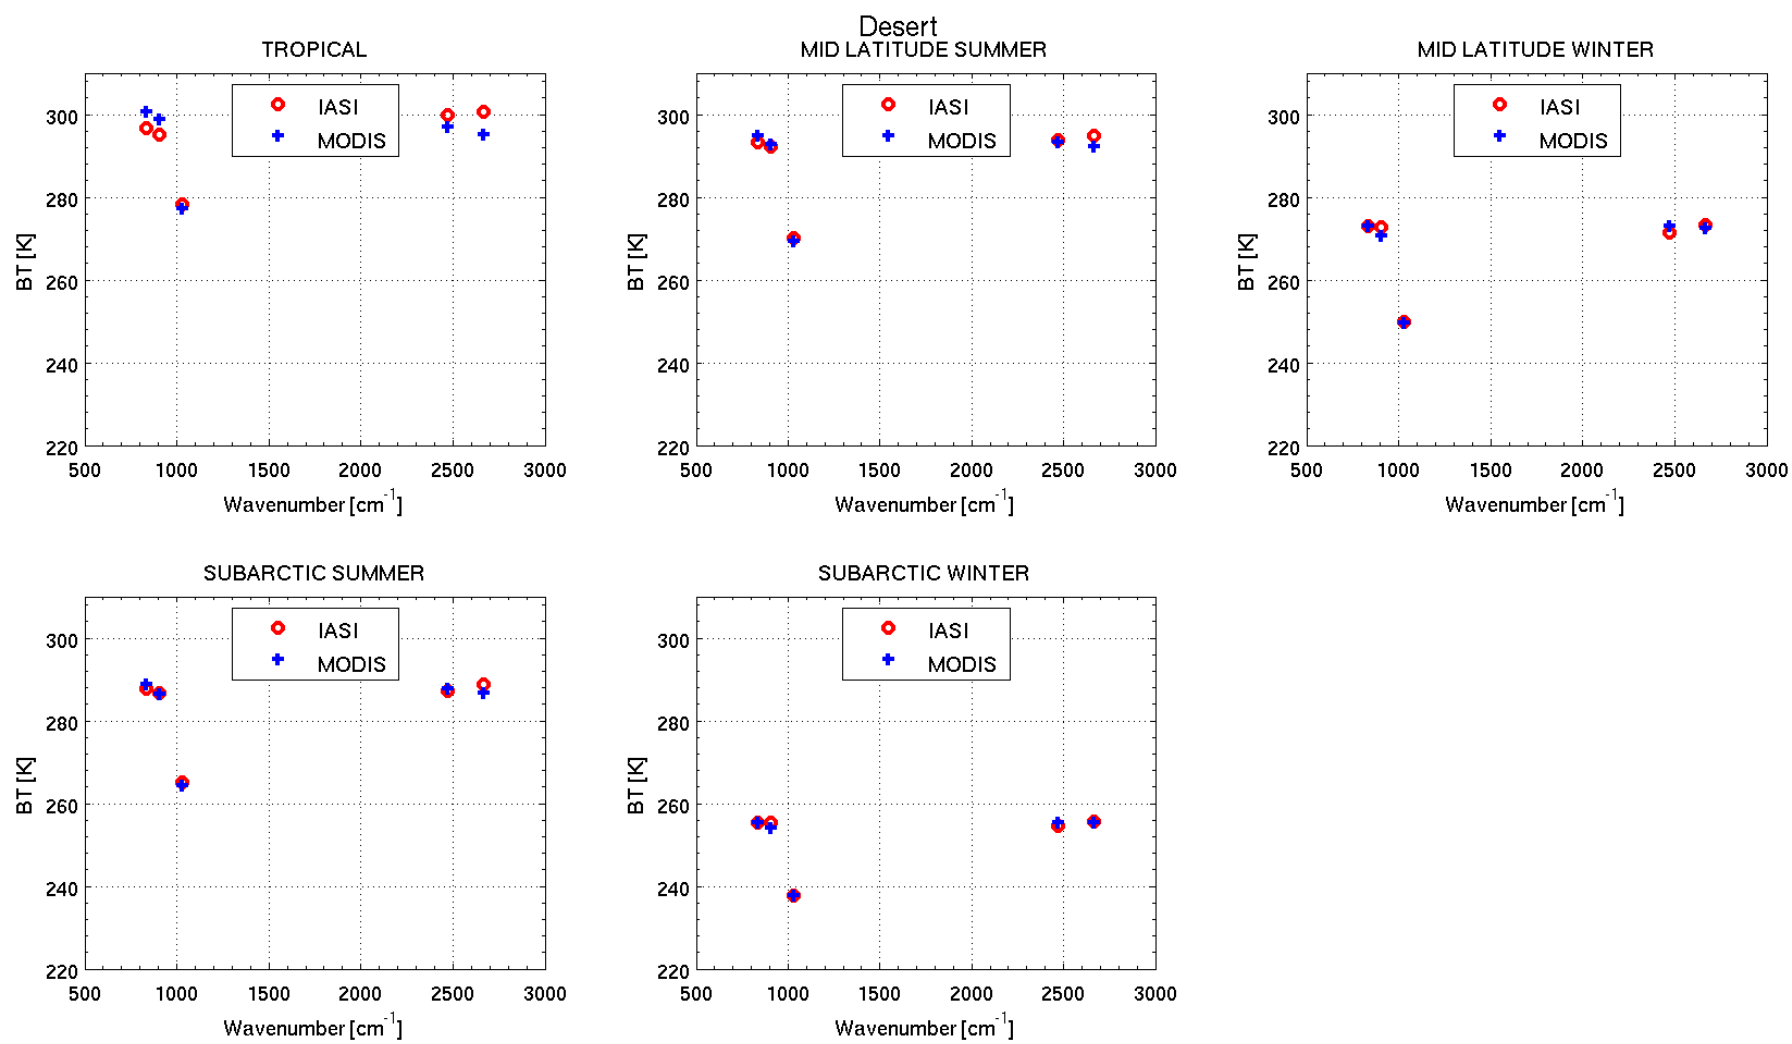 Desert
TROPICAL
300
280
260
240
220
BT [K]
IASI
MODIS
500 1000 1500 2000 2500 3000
Wavenumber [cm-1]
MID LATITUDE SUMMER
300
280
260
240
220
BT [K]
IASI
MODIS
500 1000 1500 2000 2500 3000
Wavenumber [cm-1]
MID LATITUDE WINTER
300
280
260
240
220
BT [K]
IASI
MODIS
500 1000 1500 2000 2500 3000
Wavenumber [cm-1]
SUBARCTIC SUMMER
300
280
260
240
220
BT [K]
IASI
MODIS
500 1000 1500 2000 2500 3000
Wavenumber [cm-1]
SUBARCTIC WINTER
300
280
260
240
220
BT [K]
IASI
MODIS
500 1000 1500 2000 2500 3000
Wavenumber [cm-1]